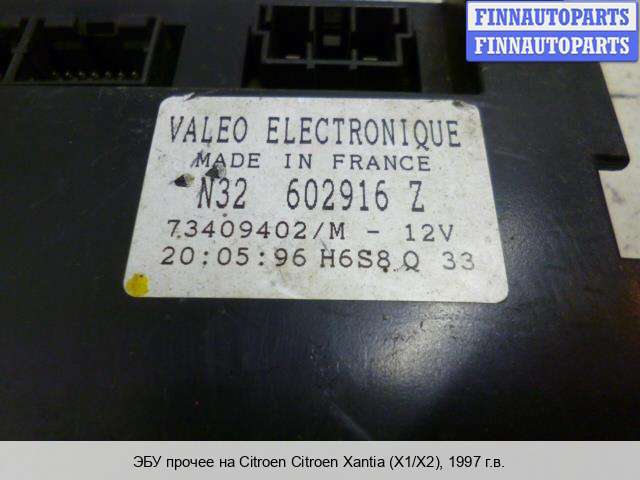 FINNAUTOPARTS
FINNAUTOPARTS
VALEO ELECTRONIQUE
MADE IN FRANCE
N32 602916 Z
73409402/M - 12V
20:05:96 H6S8 Q 33
ЭБУ прочее на Citroen Citroen Xantia (X1/X2), 1997 г.в.